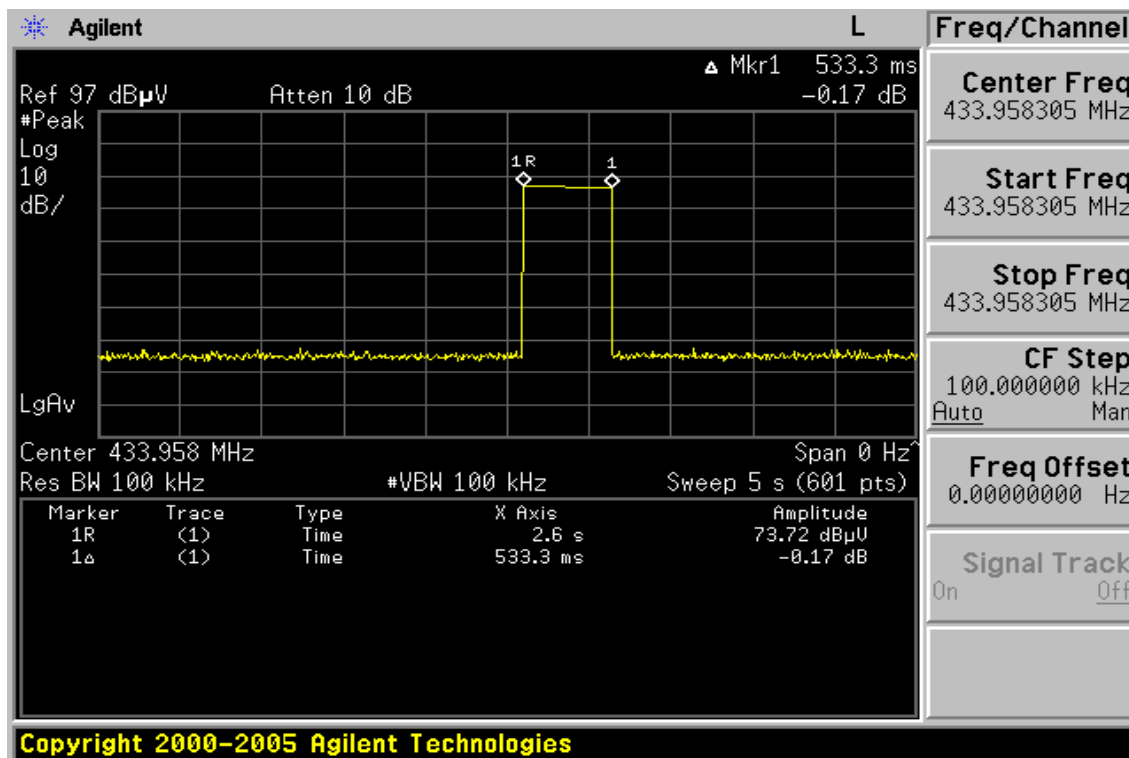 Agilent
L
Freq/Channel
▵ Mkr1 533.3 ms
Ref 97 dBµV Atten 10 dB -0.17 dB
#Peak
Log
10
dB/
1R
1
LgAv
Center 433.958 MHz Span 0 Hz^
Res BW 100 kHz #VBW 100 kHz Sweep 5 s (601 pts)
Marker Trace Type X Axis Amplitude
1R (1) Time 2.6 s 73.72 dBµV
1▵ (1) Time 533.3 ms -0.17 dB
Center Freq
433.958305 MHz
Start Freq
433.958305 MHz
Stop Freq
433.958305 MHz
CF Step
100.000000 kHz
Auto Man
Freq Offset
0.00000000 Hz
Signal Track
On Off
Copyright 2000-2005 Agilent Technologies